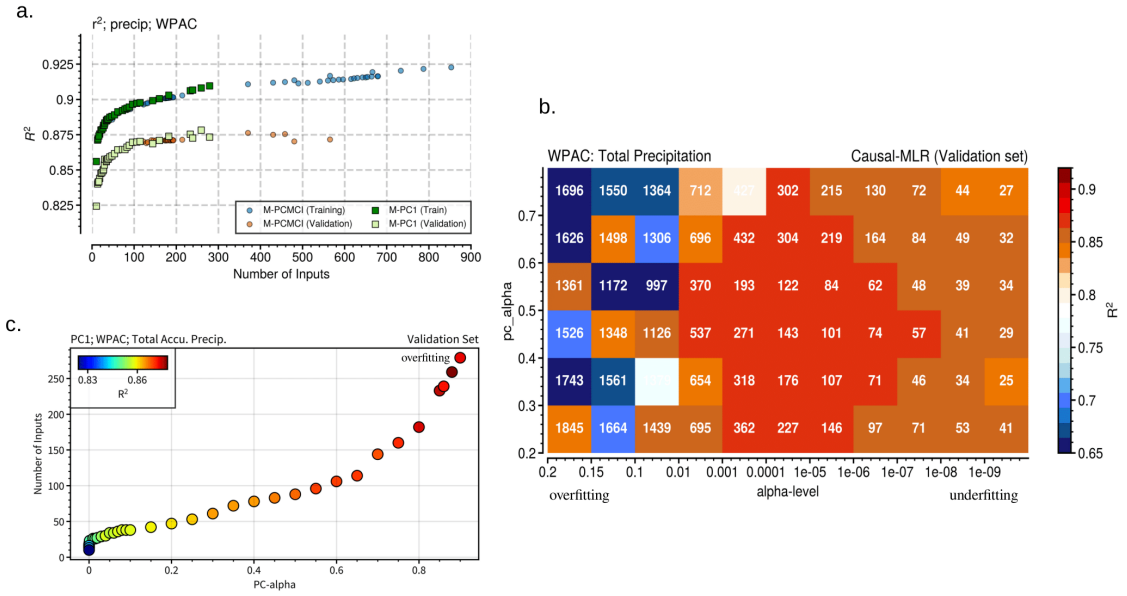 a.
r²; precip; WPAC
0.925
0.9
0.875
0.85
0.825
R²
M-PCMCI (Training)
M-PC1 (Train)
M-PCMCI (Validation)
M-PC1 (Validation)
0 100 200 300 400 500 600 700 800 900
Number of Inputs
b.
WPAC: Total Precipitation Causal-MLR (Validation set)
1696 1550 1364 712 427 302 215 130 72 44 27
1626 1498 1306 696 432 304 219 164 84 49 32
1361 1172 997 370 193 122 84 62 48 39 34
1526 1348 1126 537 271 143 101 74 57 41 29
1743 1561 654 318 176 107 71 46 34 25
1845 1664 1439 695 362 227 146 97 71 53 41
0.7
0.6
0.5
0.4
0.3
0.2
pc_alpha
0.2 0.15 0.1 0.01 0.001 0.0001 1e-05 1e-06 1e-07 1e-08 1e-09
overfitting alpha-level underfitting
0.9
0.85
0.8
0.75
0.7
0.65
R²
c.
PC1; WPAC; Total Accu. Precip. Validation Set
overfitting
0.83 0.86
R²
250
200
150
100
50
0
Number of Inputs
0 0.2 0.4 0.6 0.8
PC-alpha